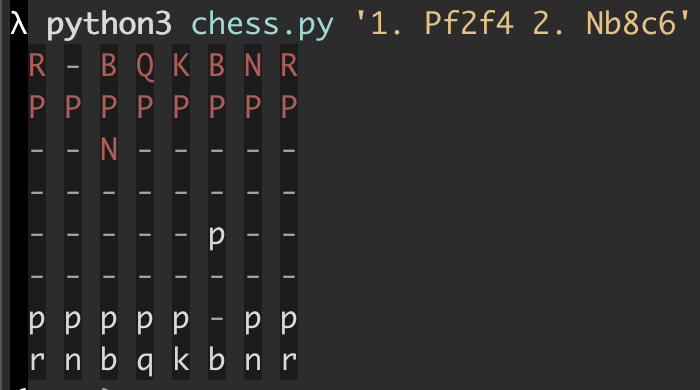 λ python3 chess.py '1. Pf2f4 2. Nb8c6'
R - B Q K B N R
P P P P P P P P
- - N - - - - -
- - - - - - - -
- - - - - p - -
- - - - - - - -
p p p p p - p p
r n b q k b n r